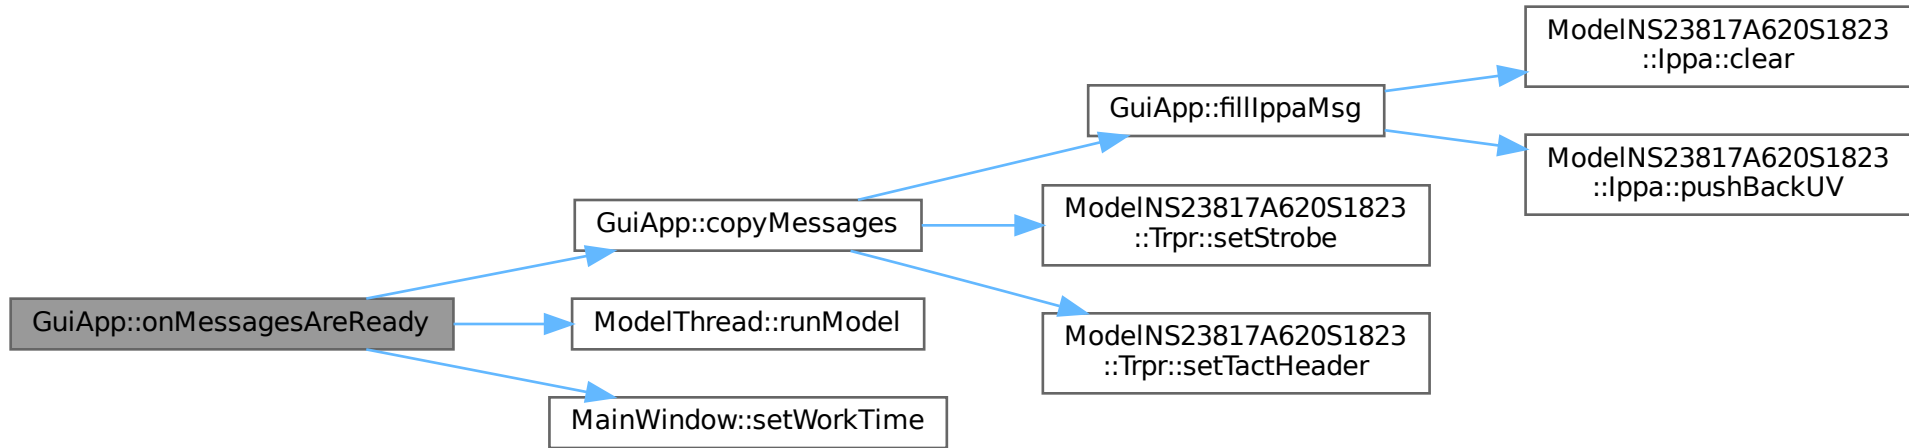 GuiApp::onMessagesAreReady
GuiApp::copyMessages
GuiApp::fillIppaMsg
ModelNS23817A620S1823
::Ippa::clear
ModelNS23817A620S1823
::Ippa::pushBackUV
ModelNS23817A620S1823
::Trpr::setStrobe
ModelNS23817A620S1823
::Trpr::setTactHeader
ModelThread::runModel
MainWindow::setWorkTime